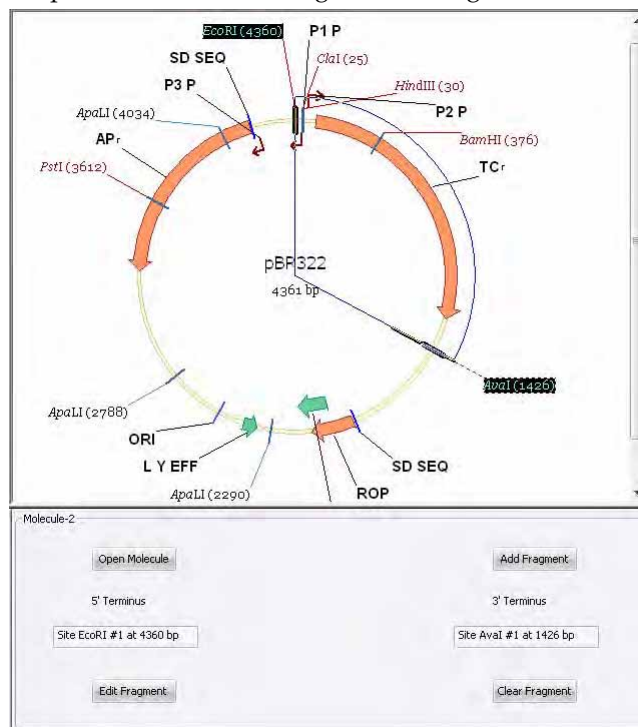 EcoRI (4360)
P1 P
ClaI (25)
HindIII (30)
SD SEQ
P3 P
P2 P
ApaLI (4034)
BamHI (376)
APr
TCr
PstI (3612)
pBR322
4361 bp
AvaI (1426)
ApaLI (2788)
ORI
L Y EFF
SD SEQ
ApaLI (2290)
ROP
Molecule-2
Open Molecule
Add Fragment
5' Terminus
3' Terminus
Site EcoRI #1 at 4360 bp
Site AvaI #1 at 1426 bp
Edit Fragment
Clear Fragment